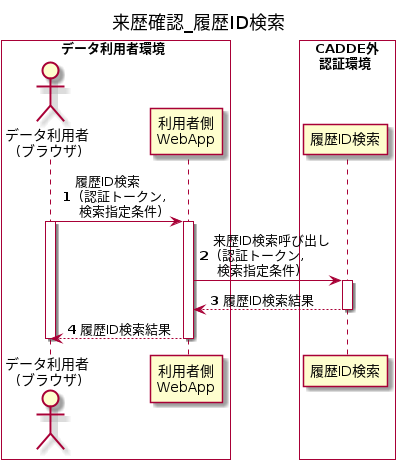 来歴確認_履歴ID検索
データ利用者環境
CADDE外
認証環境
データ利用者
（ブラウザ）
利用者側
WebApp
履歴ID検索
履歴ID検索
1（認証トークン,
検索指定条件）
来歴ID検索呼び出し
2（認証トークン,
検索指定条件）
3 履歴ID検索結果
4 履歴ID検索結果
データ利用者
（ブラウザ）
利用者側
WebApp
履歴ID検索